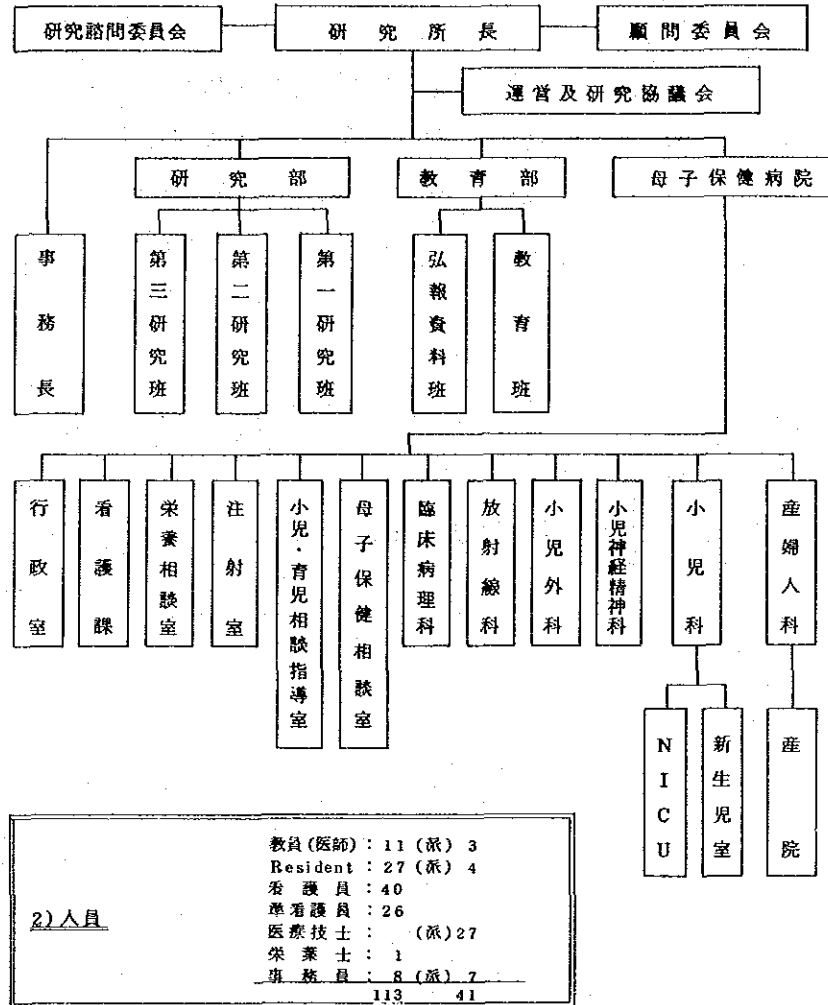 研究諮問委員会
研究所長
顧問委員会
運営及研究協議会
研究部
教育部
母子保健病院
事務長
第三研究班
第二研究班
第一研究班
弘報資料班
教育班
行政室
看護課
栄養相談室
注射室
小児・育児相談指導室
母子保健相談室
臨床病理科
放射線科
小児外科
小児神経精神科
小児科
産婦人科
NICU
新生児室
産院
2)人員
教員(医師) : 11 (派) 3
Resident : 27 (派) 4
看護員 : 40
準看護員 : 26
医療技士 : (派) 27
栄養士 : 1
事務員 : 8 (派) 7
113 41